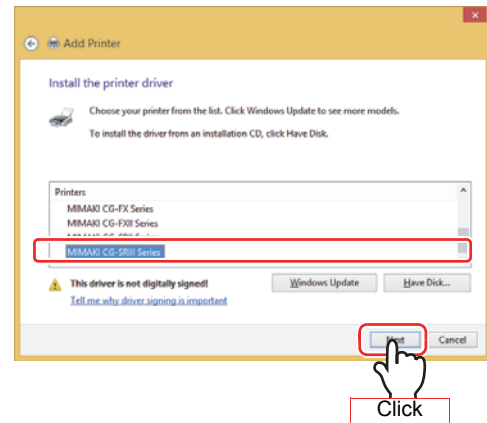 Add Printer
Install the printer driver
Choose your printer from the list. Click Windows Update to see more models.
To install the driver from an installation CD, click Have Disk.
Printers
MIMAKI CG-FX Series
MIMAKI CG-FXII Series
MIMAKI CG-SRIII Series
This driver is not digitally signed!
Windows Update
Have Disk...
Tell me why driver signing is important
Next
Cancel
Click